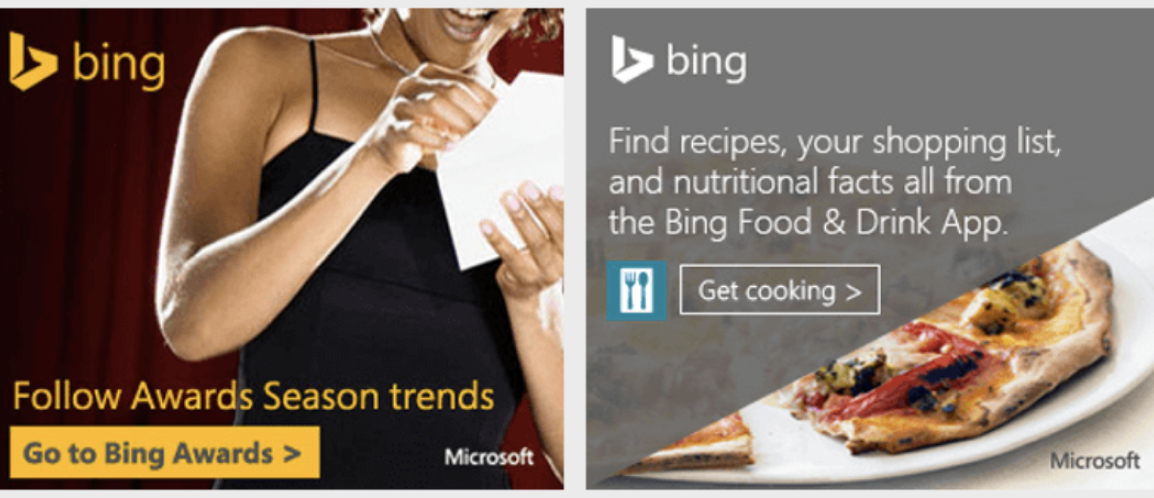 bing
Follow Awards Season trends
Go to Bing Awards >
Microsoft
bing
Find recipes, your shopping list,
and nutritional facts all from
the Bing Food & Drink App.
Get cooking >
Microsoft